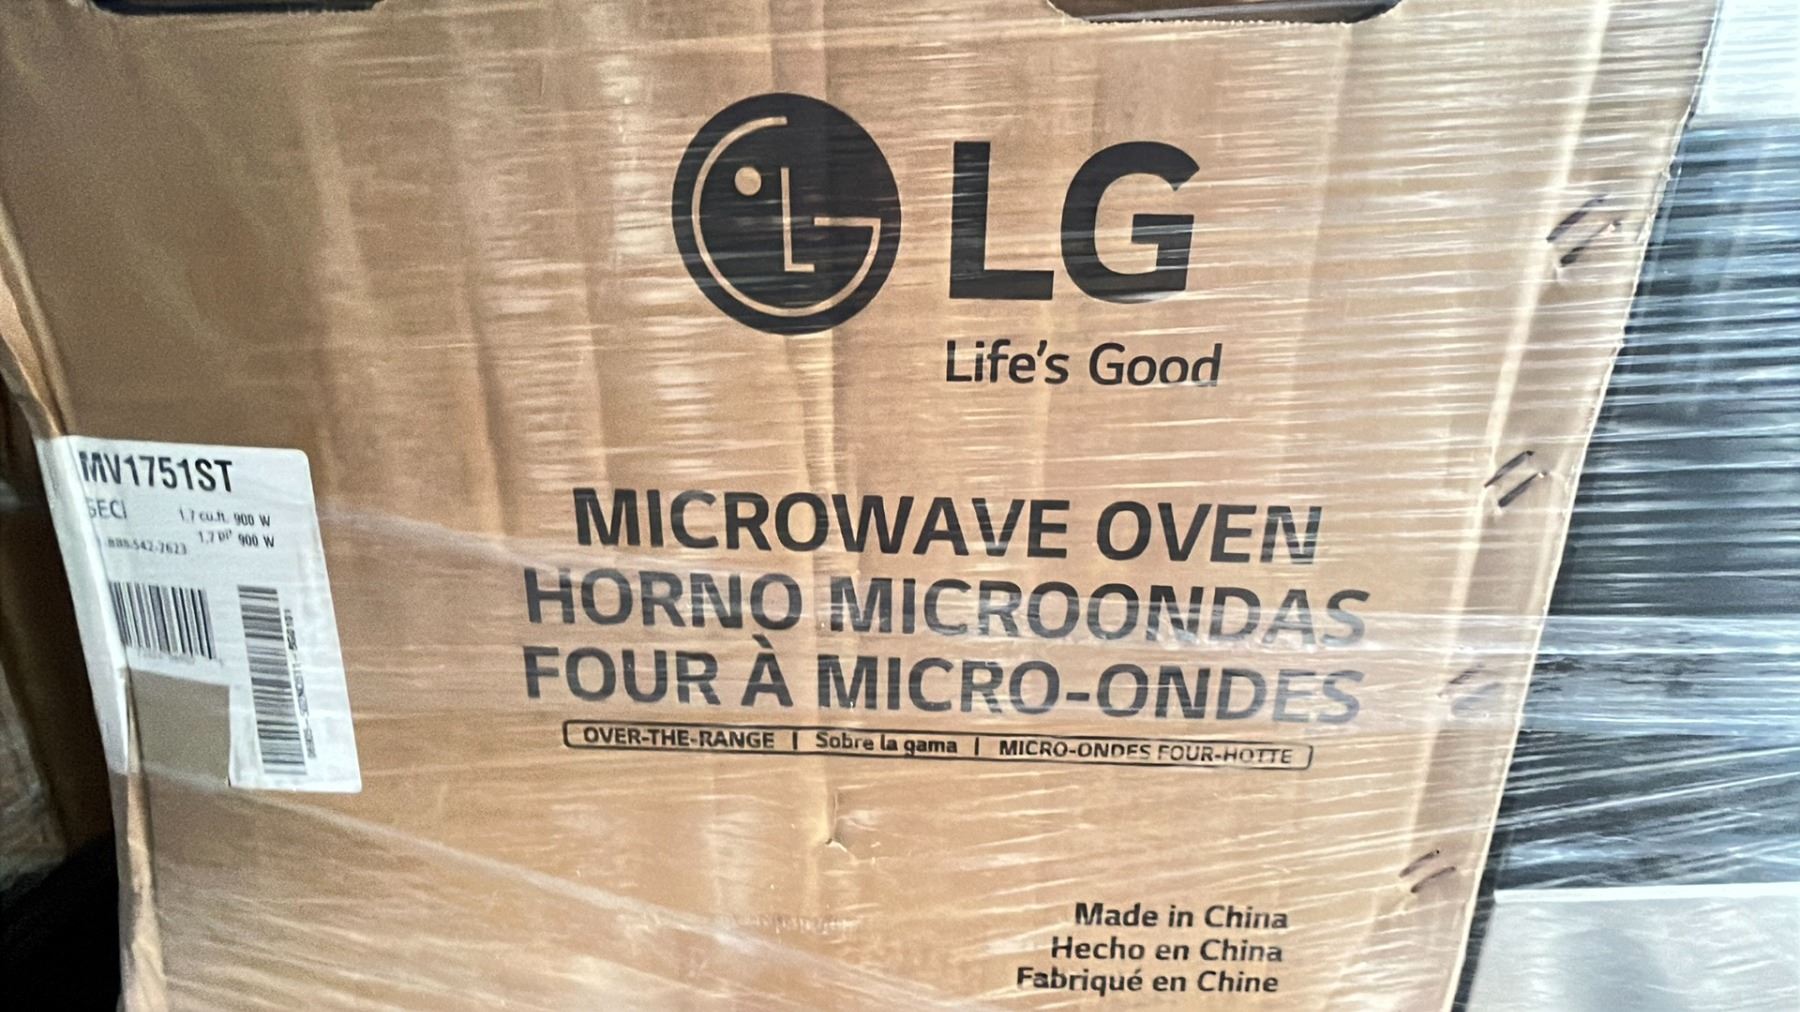 LG
Life's Good
MV1751ST
1.7 cu.ft. 900 W
1,7 pi³ 900 W
MICROWAVE OVEN
HORNO MICROONDAS
FOUR À MICRO-ONDES
OVER-THE-RANGE | Sobre la gama | MICRO-ONDES FOUR-HOTTE
Made in China
Hecho en China
Fabriqué en Chine